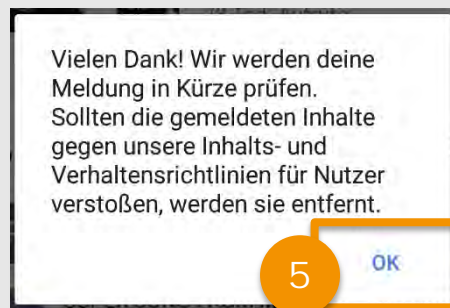 Vielen Dank! Wir werden deine
Meldung in Kürze prüfen.
Sollten die gemeldeten Inhalte
gegen unsere Inhalts- und
Verhaltensrichtlinien für Nutzer
verstoßen, werden sie entfernt.
OK
5